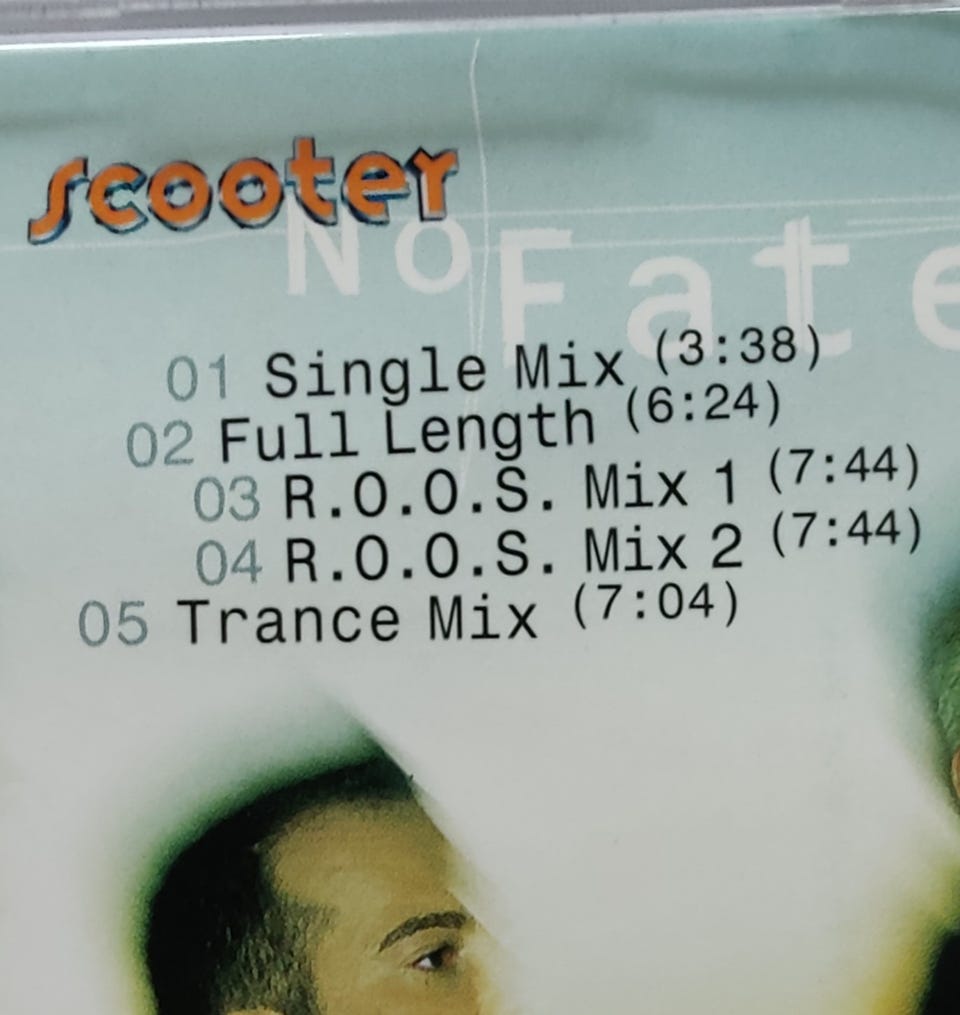 scooter
No Fate
01 Single Mix (3:38)
02 Full Length (6:24)
03 R.O.O.S. Mix 1 (7:44)
04 R.O.O.S. Mix 2 (7:44)
05 Trance Mix (7:04)